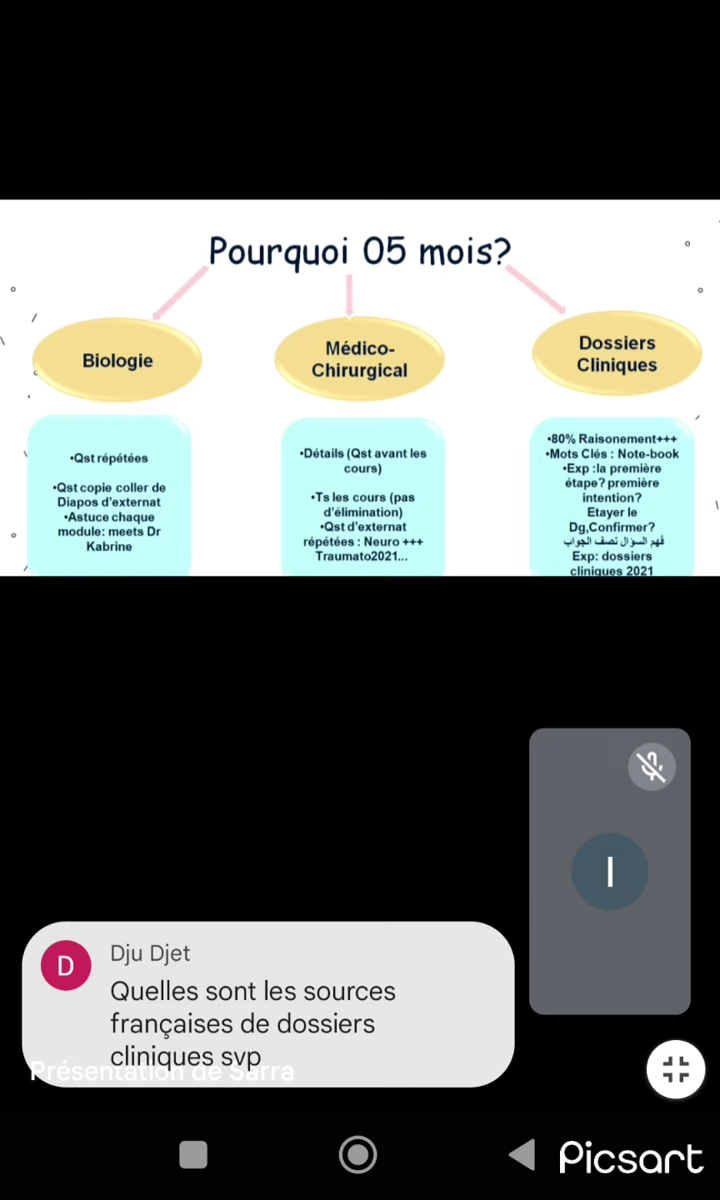 Pourquoi 05 mois?
Biologie
•Qst répétées
•Qst copie coller de
Diapos d'externat
•Astuce chaque
module: meets Dr
Kabrine
Médico-
Chirurgical
•Détails (Qst avant les
cours)
•Ts les cours (pas
d'élimination)
•Qst d'externat
répétées : Neuro +++
Traumato2021...
Dossiers
Cliniques
•80% Raisonement+++
•Mots Clés : Note-book
•Exp :la première
étape? première
intention?
Etayer le
Dg,Confirmer?
فهم السؤال نصف الجواب
Exp: dossiers
cliniques 2021
I
D
Dju Djet
Quelles sont les sources
françaises de dossiers
cliniques svp
Présentation de Sarra
Picsart